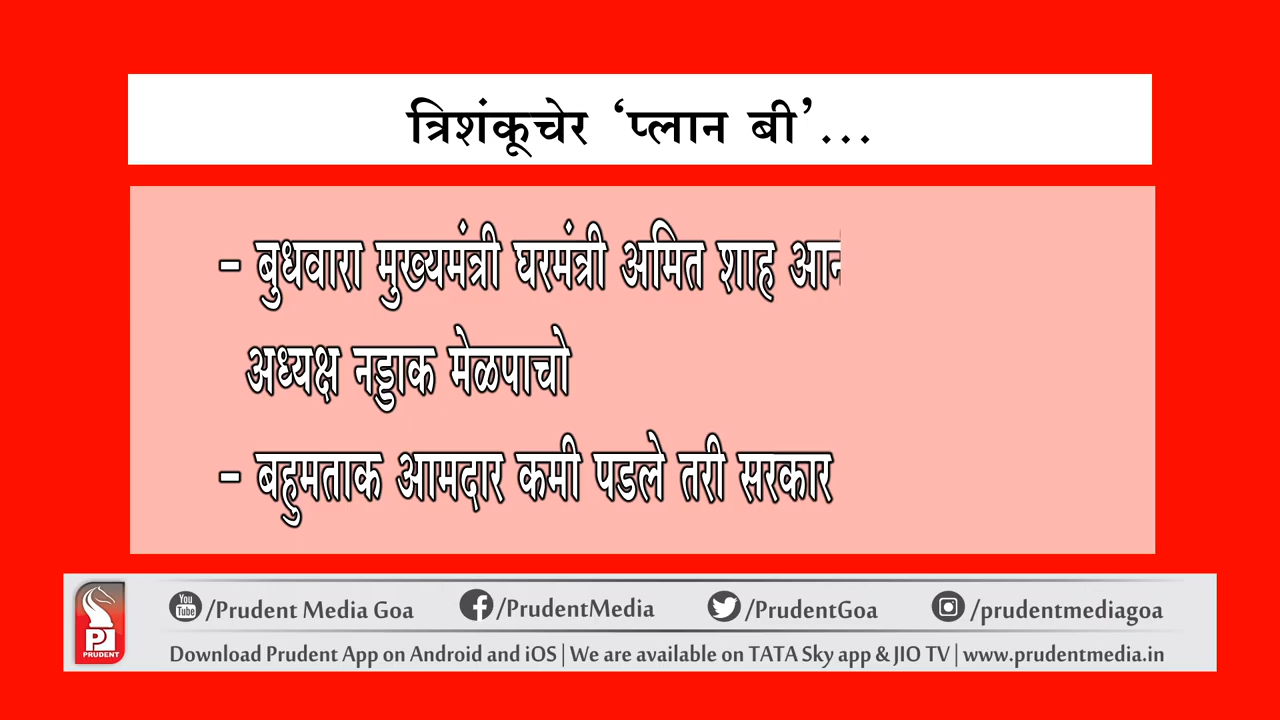 त्रिशंकूचेर ‘प्लान बी’...
- बुधवारा मुख्यमंत्री घरमंत्री अमित शाह
अध्यक्ष नड्डाक मेळपाचो
- बहुमताक आमदार कमी पडले तरी सरकार
You Tube /Prudent Media Goa /PrudentMedia /PrudentGoa /prudentmediagoa
PRUDENT
Download Prudent App on Android and iOS | We are available on TATA Sky app & JIO TV | www.prudentmedia.in